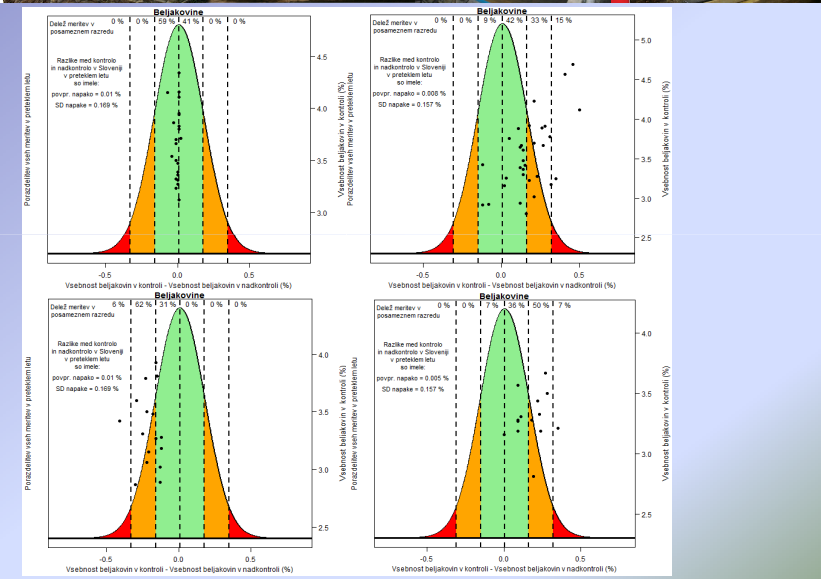 Beljakovine
Delež meritev v
posameznem razredu
0 % 0 % 59 % 41 % 0 % 0 %
Razlike med kontrolo
in nadkontrolo v Sloveniji
v preteklem letu
so imele:
povpr. napako = 0.01 %
SD napake = 0.169 %
Porazdelitev vseh meritev v preteklem letu
Vsebnost beljakovin v kontroli (%)
4.5
4.0
3.5
3.0
-0.5 0.0 0.5
Vsebnost beljakovin v kontroli - Vsebnost beljakovin v nadkontroli (%)
Beljakovine
Delež meritev v
posameznem razredu
0 % 0 % 9 % 42 % 33 % 15 %
Razlike med kontrolo
in nadkontrolo v Sloveniji
v preteklem letu
so imele:
povpr. napako = 0.008 %
SD napake = 0.157 %
Porazdelitev vseh meritev v preteklem letu
Vsebnost beljakovin v kontroli (%)
5.0
4.5
4.0
3.5
3.0
2.5
-0.5 0.0 0.5
Vsebnost beljakovin v kontroli - Vsebnost beljakovin v nadkontroli (%)
Beljakovine
Delež meritev v
posameznem razredu
6 % 62 % 31 % 0 % 0 % 0 %
Razlike med kontrolo
in nadkontrolo v Sloveniji
v preteklem letu
so imele:
povpr. napako = 0.01 %
SD napake = 0.169 %
Porazdelitev vseh meritev v preteklem letu
Vsebnost beljakovin v kontroli (%)
4.0
3.5
3.0
2.5
-0.5 0.0 0.5
Vsebnost beljakovin v kontroli - Vsebnost beljakovin v nadkontroli (%)
Beljakovine
Delež meritev v
posameznem razredu
0 % 0 % 7 % 36 % 50 % 7 %
Razlike med kontrolo
in nadkontrolo v Sloveniji
v preteklem letu
so imele:
povpr. napako = 0.005 %
SD napake = 0.157 %
Porazdelitev vseh meritev v preteklem letu
Vsebnost beljakovin v kontroli (%)
4.0
3.5
3.0
2.5
-0.5 0.0 0.5
Vsebnost beljakovin v kontroli - Vsebnost beljakovin v nadkontroli (%)